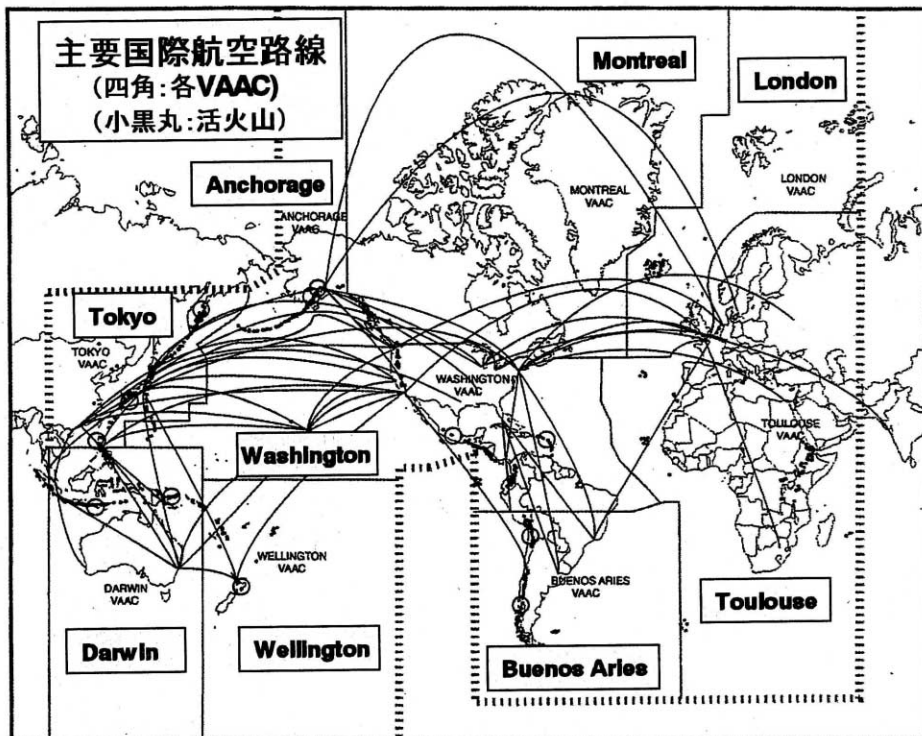 主要国際航空路線
(四角:各VAAC)
(小黒丸:活火山)
Montreal
London
Anchorage
ANCHORAGE
VAAC
MONTREAL
VAAC
LONDON
VAAC
Tokyo
TOKYO
VAAC
WASHINGTON
VAAC
Washington
TOULOUSE
VAAC
WELLINGTON
VAAC
DARWIN
VAAC
BUENOS ARIES
VAAC
Toulouse
Darwin
Wellington
Buenos Aries